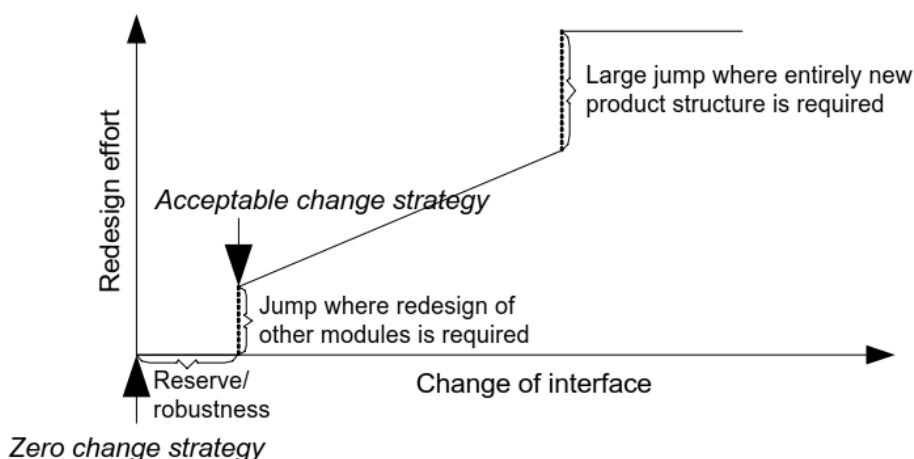 Redesign effort
Large jump where entirely new
product structure is required
Acceptable change strategy
Jump where redesign of
other modules is required
Reserve/
robustness
Change of interface
Zero change strategy